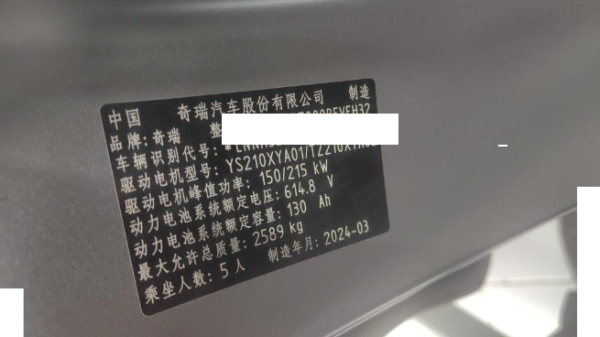 中国 奇瑞汽车股份有限公司 制造
品牌:奇瑞
车辆识别代号:
驱动电机型号: YS210XYA01/
驱动电机峰值功率: 150/215 kW
动力电池系统额定电压: 614.8 V
动力电池系统额定容量: 130 Ah
最大允许总质量: 2589 kg
乘坐人数: 5人 制造年月: 2024-03